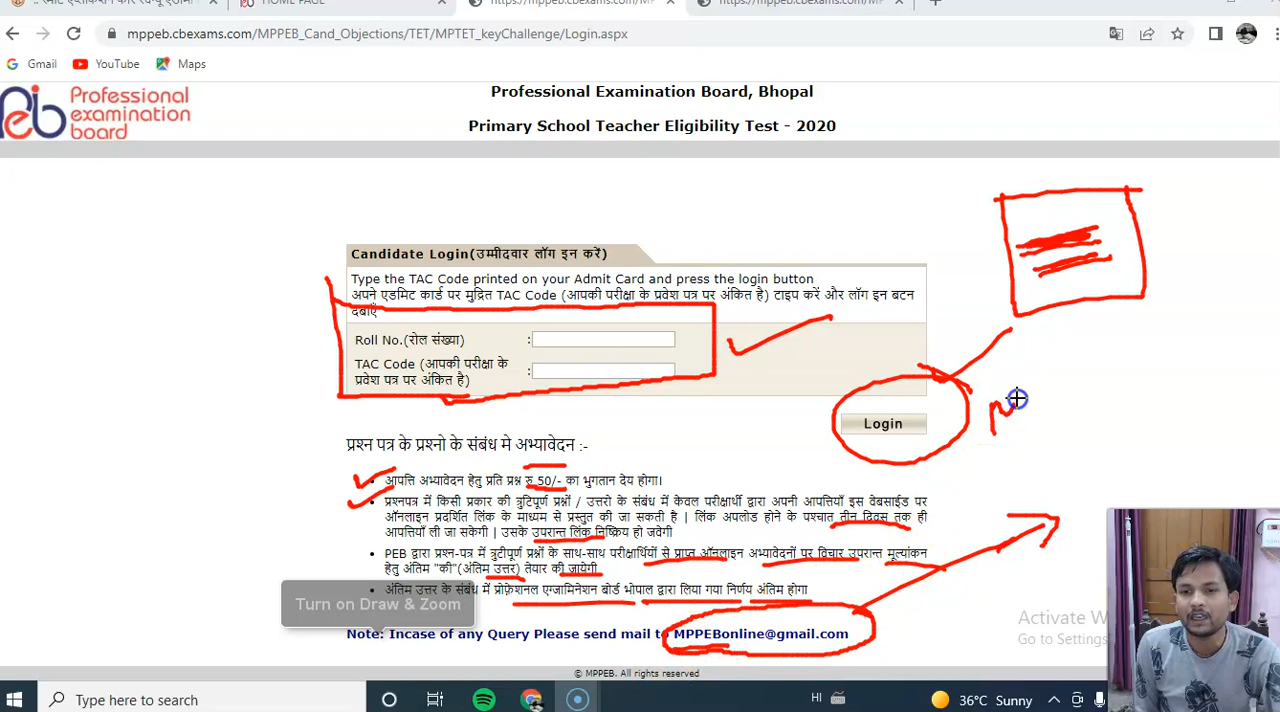 HOME PAGE
mppeb.cbexams.com/MPPEB_Cand_Objections/TET/MPTET_keyChallenge/Login.aspx
Gmail YouTube Maps
Professional examination board
Professional Examination Board, Bhopal
Primary School Teacher Eligibility Test - 2020
Candidate Login(उम्मीदवार लॉग इन करें)
Type the TAC Code printed on your Admit Card and press the login button
अपने एडमिट कार्ड पर मुद्रित TAC Code (आपकी परीक्षा के प्रवेश पत्र पर अंकित है) टाइप करें और लॉग इन बटन
दबाएँ
Roll No.(रोल संख्या) :
TAC Code (आपकी परीक्षा के
प्रवेश पत्र पर अंकित है) :
Login
प्रश्न पत्र के प्रश्नो के संबंध मे अभ्यावेदन :-
आपत्ति अभ्यावेदन हेतु प्रति प्रश्न रु 50/- का भुगतान देय होगा।
प्रश्नपत्र में किसी प्रकार की त्रुटिपूर्ण प्रश्नों / उत्तरो के संबंध में केवल परीक्षार्थी द्वारा अपनी आपत्तियाँ इस वेबसाईड पर
ऑनलाइन प्रदर्शित लिंक के माध्यम से प्रस्तुत की जा सकती है | लिंक अपलोड होने के पश्चात तीन दिवस तक ही
आपत्तियाँ ली जा सकेगी | उसके उपरान्त लिंक निष्क्रिय हो जवेगी
PEB द्वारा प्रश्न-पत्र में त्रुटीपूर्ण प्रश्नों के साथ-साथ परीक्षार्थियों से प्राप्त ऑनलाइन अभ्यावेदनों पर विचार उपरान्त मूल्यांकन
हेतु अंतिम "की"(अंतिम उत्तर) तैयार की जायेगी
अंतिम उत्तर के संबंध में प्रोफ़ेशनल एग्जामिनेशन बोर्ड भोपाल द्वारा लिया गया निर्णय अंतिम होगा
Turn on Draw & Zoom
Note: Incase of any Query Please send mail to MPPEBonline@gmail.com
Activate W
Go to Settings
© MPPEB. All rights reserved
Type here to search
HI
36°C Sunny